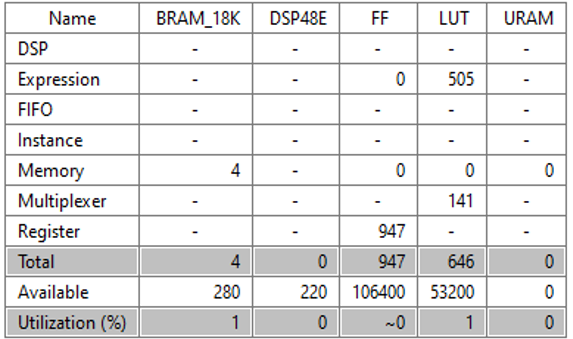 Name BRAM_18K DSP48E FF LUT URAM
DSP - - - - -
Expression - - 0 505 -
FIFO - - - - -
Instance - - - - -
Memory 4 - 0 0 0
Multiplexer - - - 141 -
Register - - 947 - -
Total 4 0 947 646 0
Available 280 220 106400 53200 0
Utilization (%) 1 0 ~0 1 0